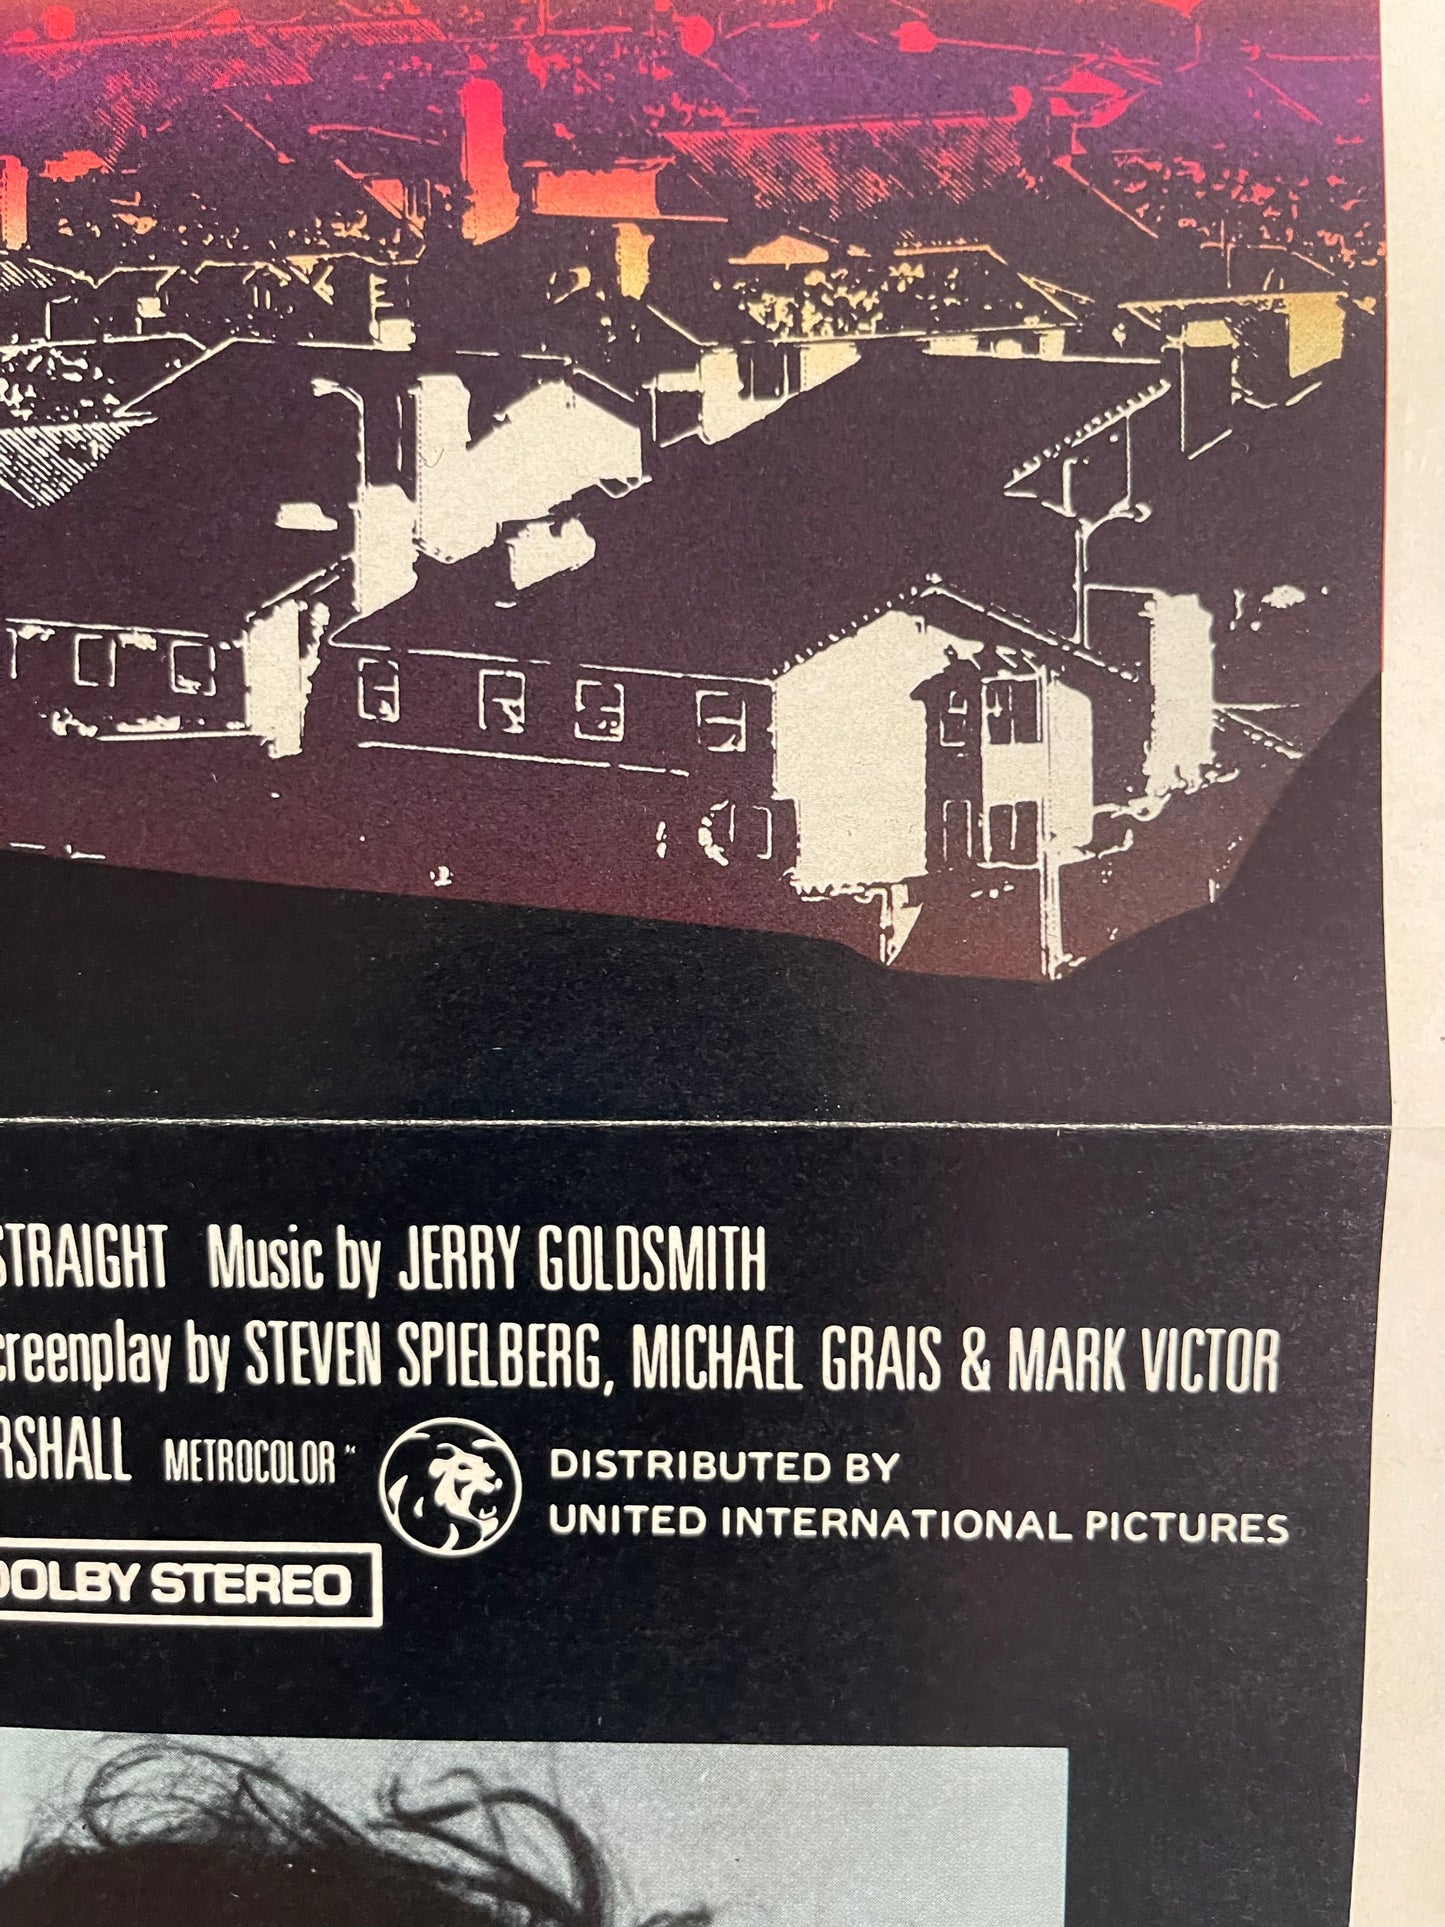 STRAIGHT Music by JERRY GOLDSMITH
creenplay by STEVEN SPIELBERG, MICHAEL GRAIS & MARK VICTOR
RSHALL METROCOLOR"
DISTRIBUTED BY
UNITED INTERNATIONAL PICTURES
DOLBY STEREO